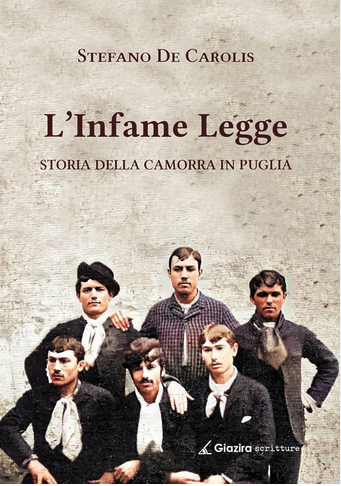 STEFANO DE CAROLIS
L'Infame Legge
STORIA DELLA CAMORRA IN PUGLIA
Giazira scritture